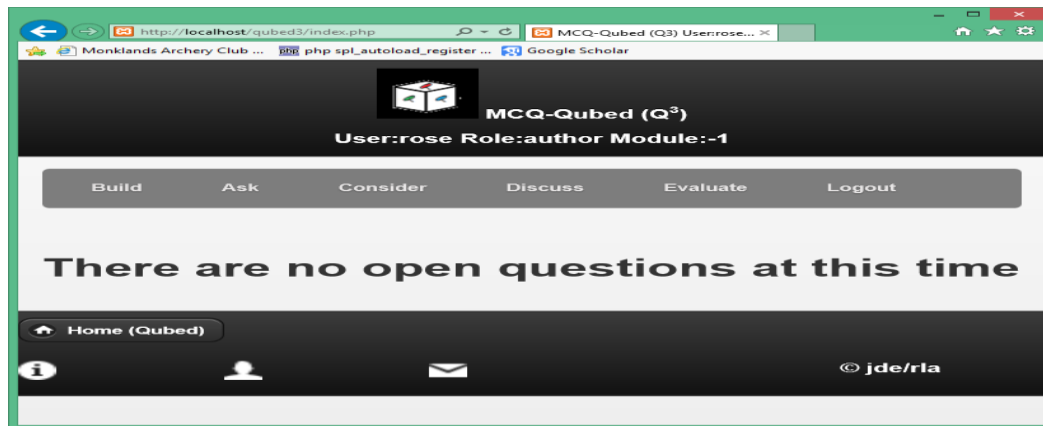 http://localhost/qubed3/index.php
MCQ-Qubed (Q3) User:rose...
Monklands Archery Club ...
php spl_autoload_register ...
Google Scholar
MCQ-Qubed (Q³)
User:rose Role:author Module:-1
Build Ask Consider Discuss Evaluate Logout
There are no open questions at this time
Home (Qubed)
© jde/rla